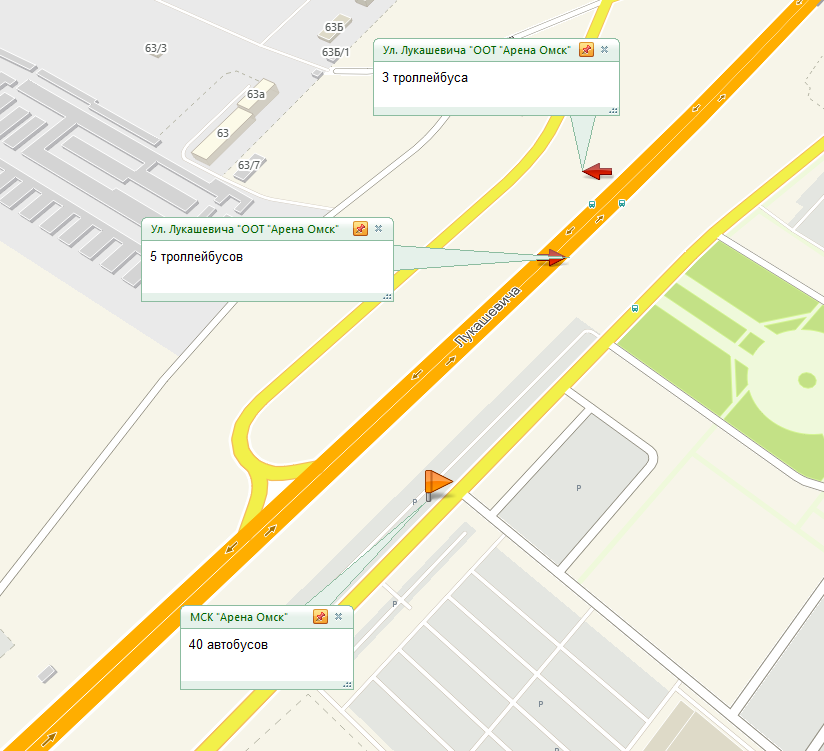 63Б
63/3
63Б/1
Ул. Лукашевича "ООТ "Арена Омск"
3 троллейбуса
63а
63
63/7
Ул. Лукашевича "ООТ "Арена Омск"
5 троллейбусов
Лукашевича
P
P
P
МСК "Арена Омск"
40 автобусов
P